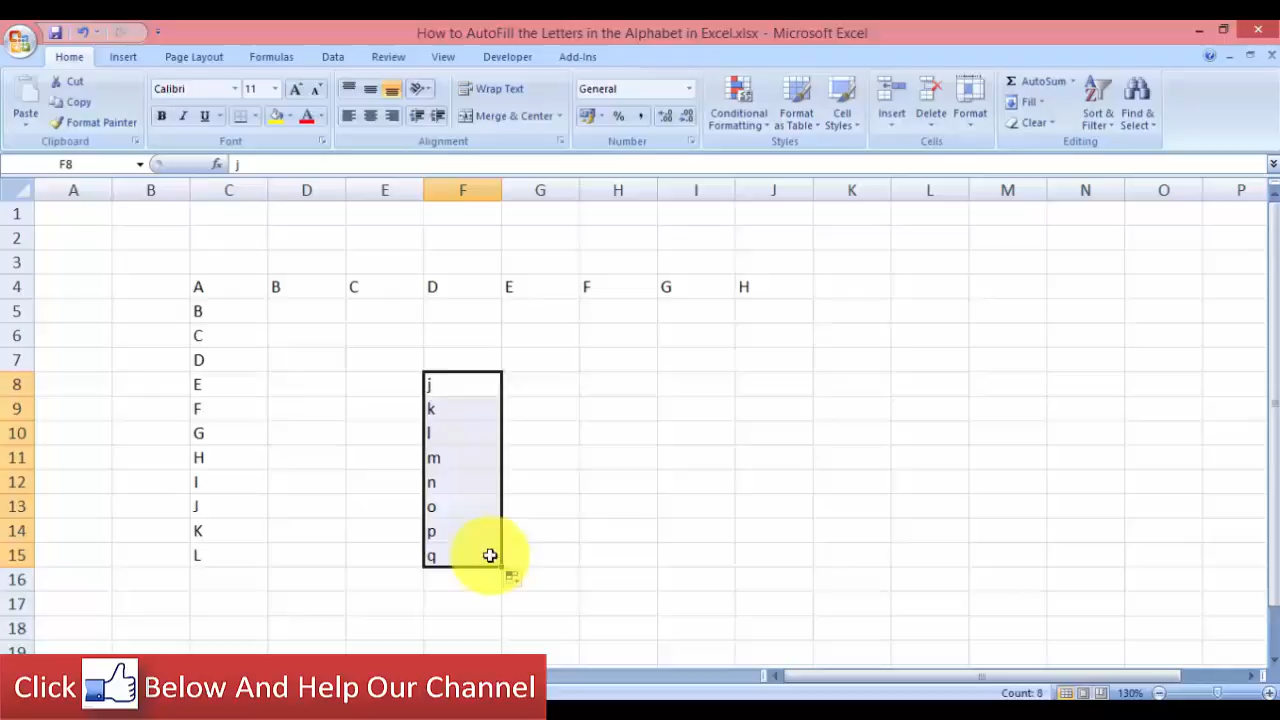 How to AutoFill the Letters in the Alphabet in Excel.xlsx - Microsoft Excel
Home Insert Page Layout Formulas Data Review View Developer Add-Ins
Paste Cut Copy Format Painter
Calibri 11 B I U A A A
Wrap Text Merge & Center
General % ,
Conditional Formatting Format as Table Cell Styles
Insert Delete Format
AutoSum Fill Clear Sort & Filter Find & Select
Clipboard Font Alignment Number Styles Cells Editing
F8 fx j
A B C D E F G H I J K L M N O P
1
2
3
4 A B C D E F G H
5 B
6 C
7 D
8 E j
9 F k
10 G l
11 H m
12 I n
13 J o
14 K p
15 L q
16
17
18
19
Click Below And Help Our Channel
Count: 8 130%